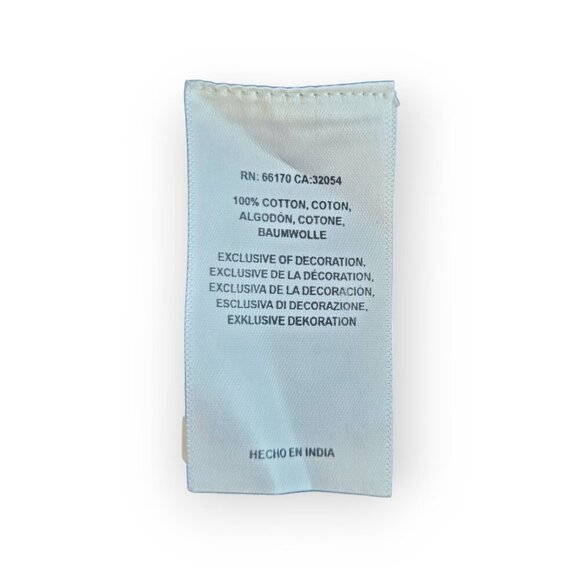 RN: 66170 CA:32054
100% COTTON, COTON,
ALGODÓN, COTONE,
BAUMWOLLE
EXCLUSIVE OF DECORATION,
EXCLUSIVE DE LA DÉCORATION,
EXCLUSIVA DE LA DECORACIÓN,
ESCLUSIVA DI DECORAZIONE,
EXKLUSIVE DEKORATION
HECHO EN INDIA